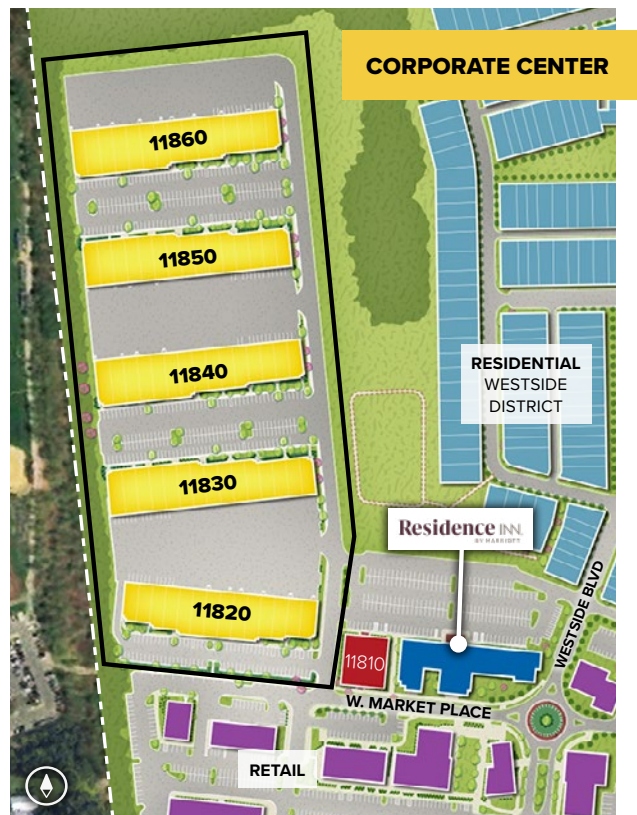 CORPORATE CENTER
11860
11850
11840
RESIDENTIAL
WESTSIDE
DISTRICT
11830
Residence INN.
BY MARRIOTT
11820
WESTSIDE BLVD
11810
W. MARKET PLACE
RETAIL